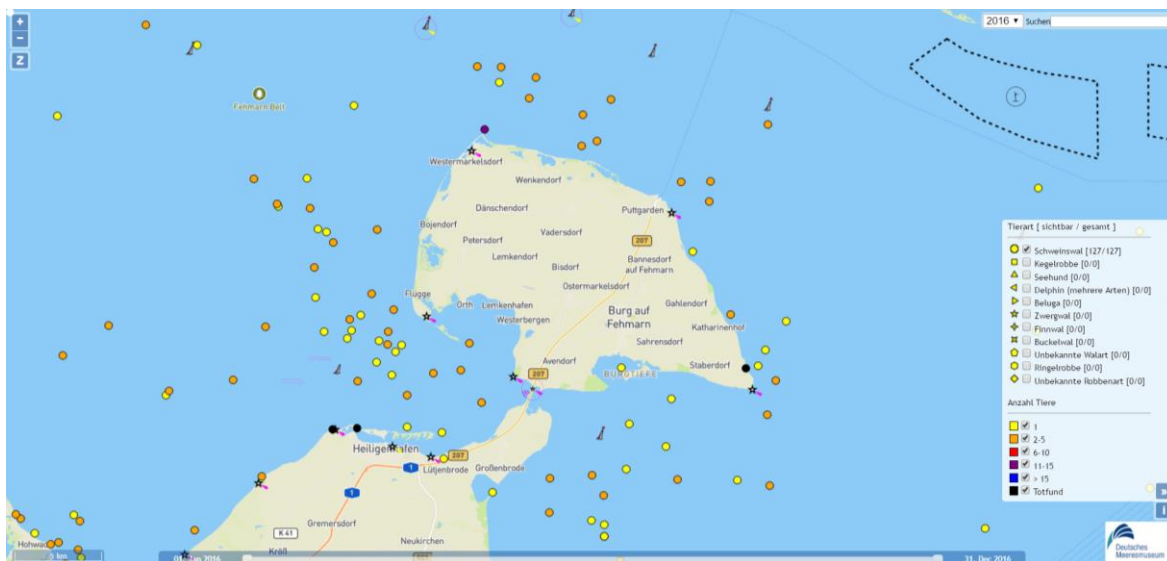 +
2016
Suchen
−
Z
Fehmarn Belt
Westermarkelsdorf
Wenkendorf
Dänschendorf
Puttgarden
Bojendorf
Petersdorf
Vadersdorf
207
Lemkendorf
Bisdorf
Bannesdorf
auf Fehmarn
Ostermarkelsdorf
Flügge
Orth
Lemkenhafen
Westerbergen
Burg auf
Fehmarn
Gahlendorf
Katharinenhof
Sahrensdorf
Avendorf
Staberdorf
207
BURGTIEFE
Heiligenhafen
207
Lütjenbrode
Großenbrode
1
1
Gremersdorf
K 41
Kröß
Neukirchen
Hohwac
5 km
31. Dec 2016
Tierart [ sichtbar / gesamt ]
Schweinswal [127/127]
Kegelrobbe [0/0]
Seehund [0/0]
Delphin (mehrere Arten) [0/0]
Beluga [0/0]
Zwergwal [0/0]
Finnwal [0/0]
Buckelwal [0/0]
Unbekannte Walart [0/0]
Ringelrobbe [0/0]
Unbekannte Robbenart [0/0]
Anzahl Tiere
1
2-5
6-10
11-15
> 15
Totfund
»
i
Deutsches
Meeresmuseum